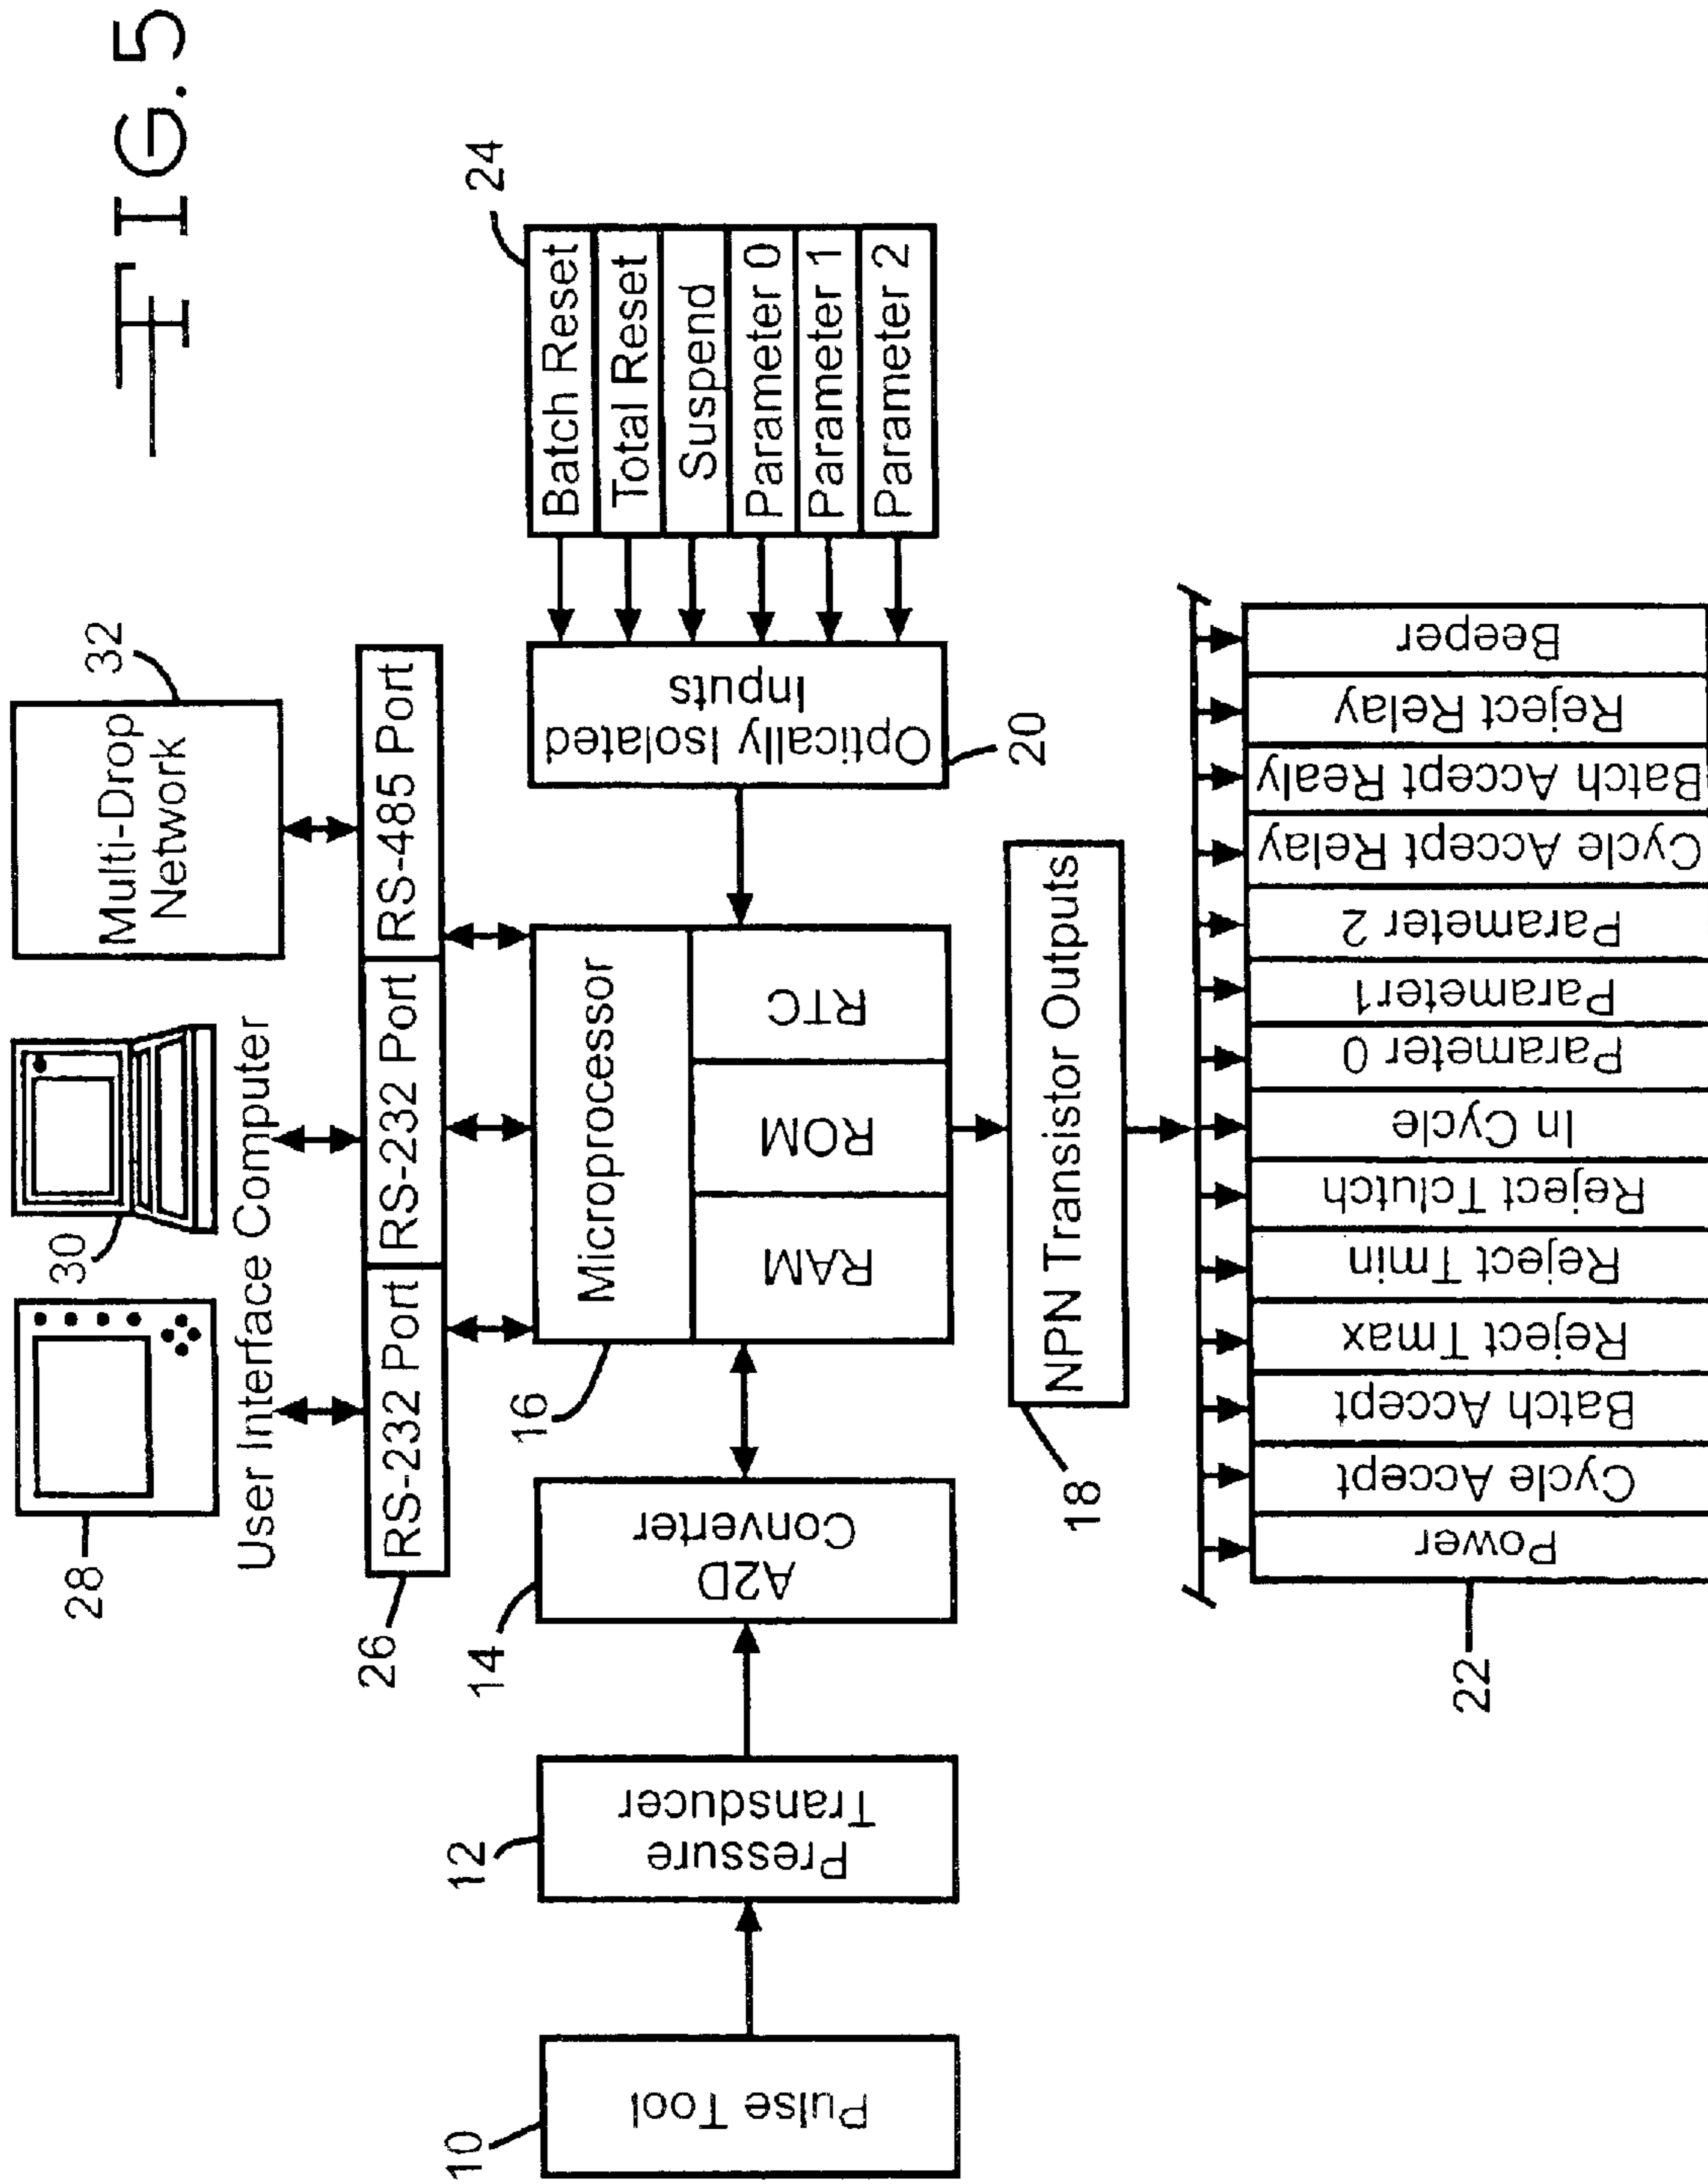 FIG.5
28
30
32
User Interface Computer
Multi-Drop
Network
26
RS-232 Port
RS-232 Port
RS-485 Port
24
Batch Reset
Total Reset
Suspend
Parameter 0
Parameter 1
Parameter 2
10
Pulse Tool
12
Pressure
Transducer
14
A2D
Converter
16
Microprocessor
RAM
ROM
RTC
Optically Isolated
Inputs
20
18
NPN Transistor Outputs
22
Power
Cycle Accept
Batch Accept
Reject Tmax
Reject Tmin
Reject Tclutch
In Cycle
Parameter 0
Parameter1
Parameter 2
Cycle Accept Relay
Batch Accept Realy
Reject Relay
Beeper